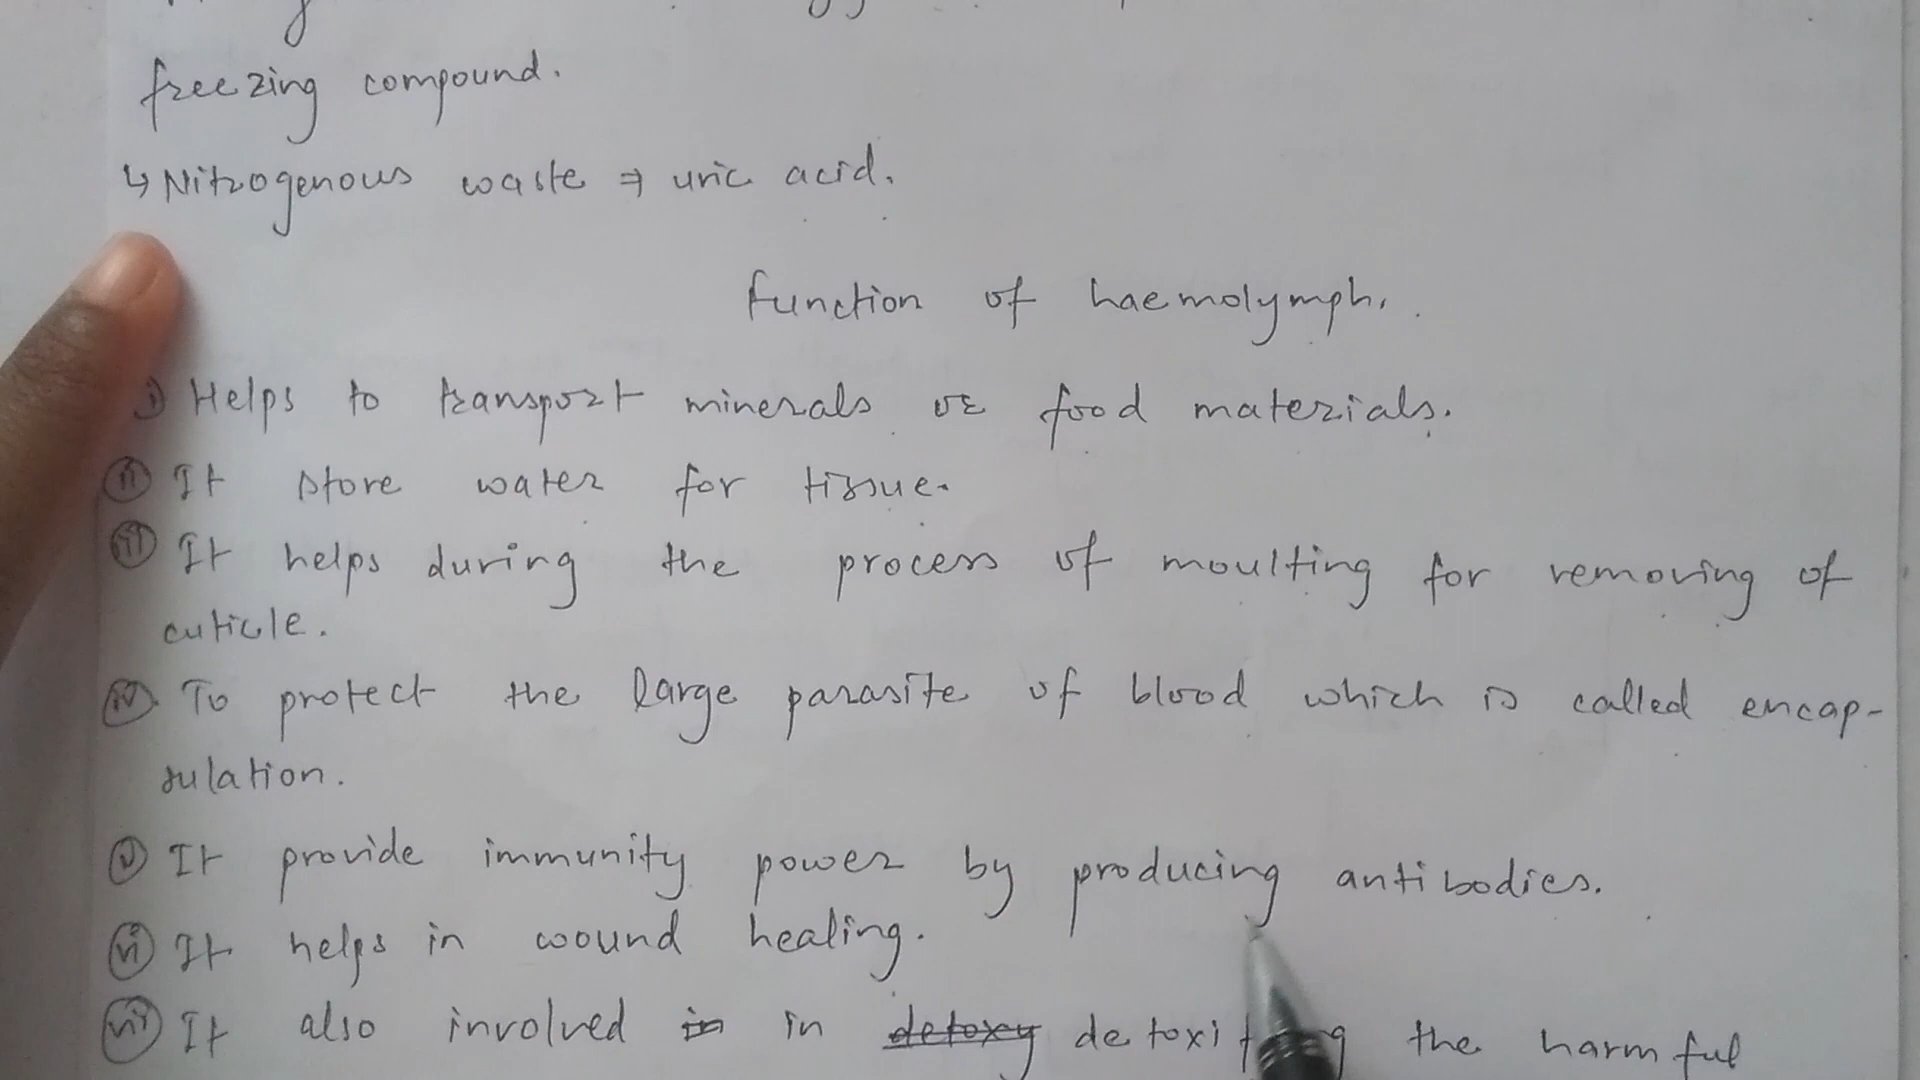 freezing compound.
↳ Nitrogenous waste ⇒ uric acid.
function of haemolymph.
i) Helps to transport minerals or food materials.
ii) It store water for tissue.
iii) It helps during the process of moulting for removing of
cuticle.
iv) To protect the large parasite of blood which is called encap-
sulation.
v) It provide immunity power by producing antibodies.
vi) It helps in wound healing.
vii) It also involved in in detoxy detoxifying the harmful